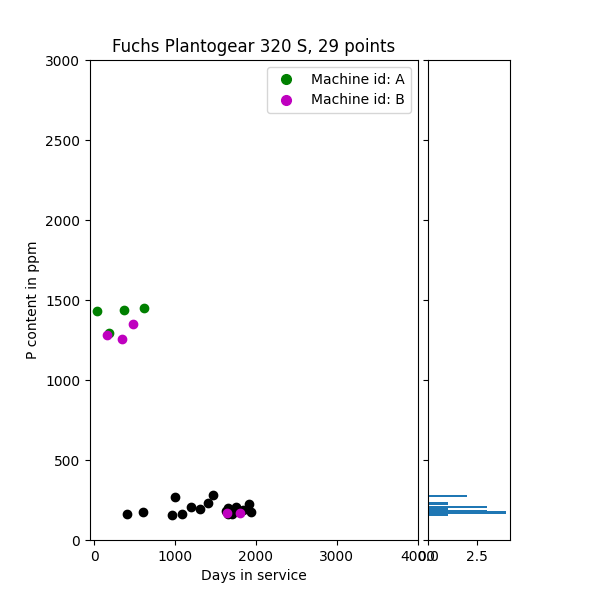 Fuchs Plantogear 320 S, 29 points
Machine id: A
Machine id: B
3000
2500
2000
1500
1000
500
0
P content in ppm
0 1000 2000 3000 4000
0.0 2.5
Days in service